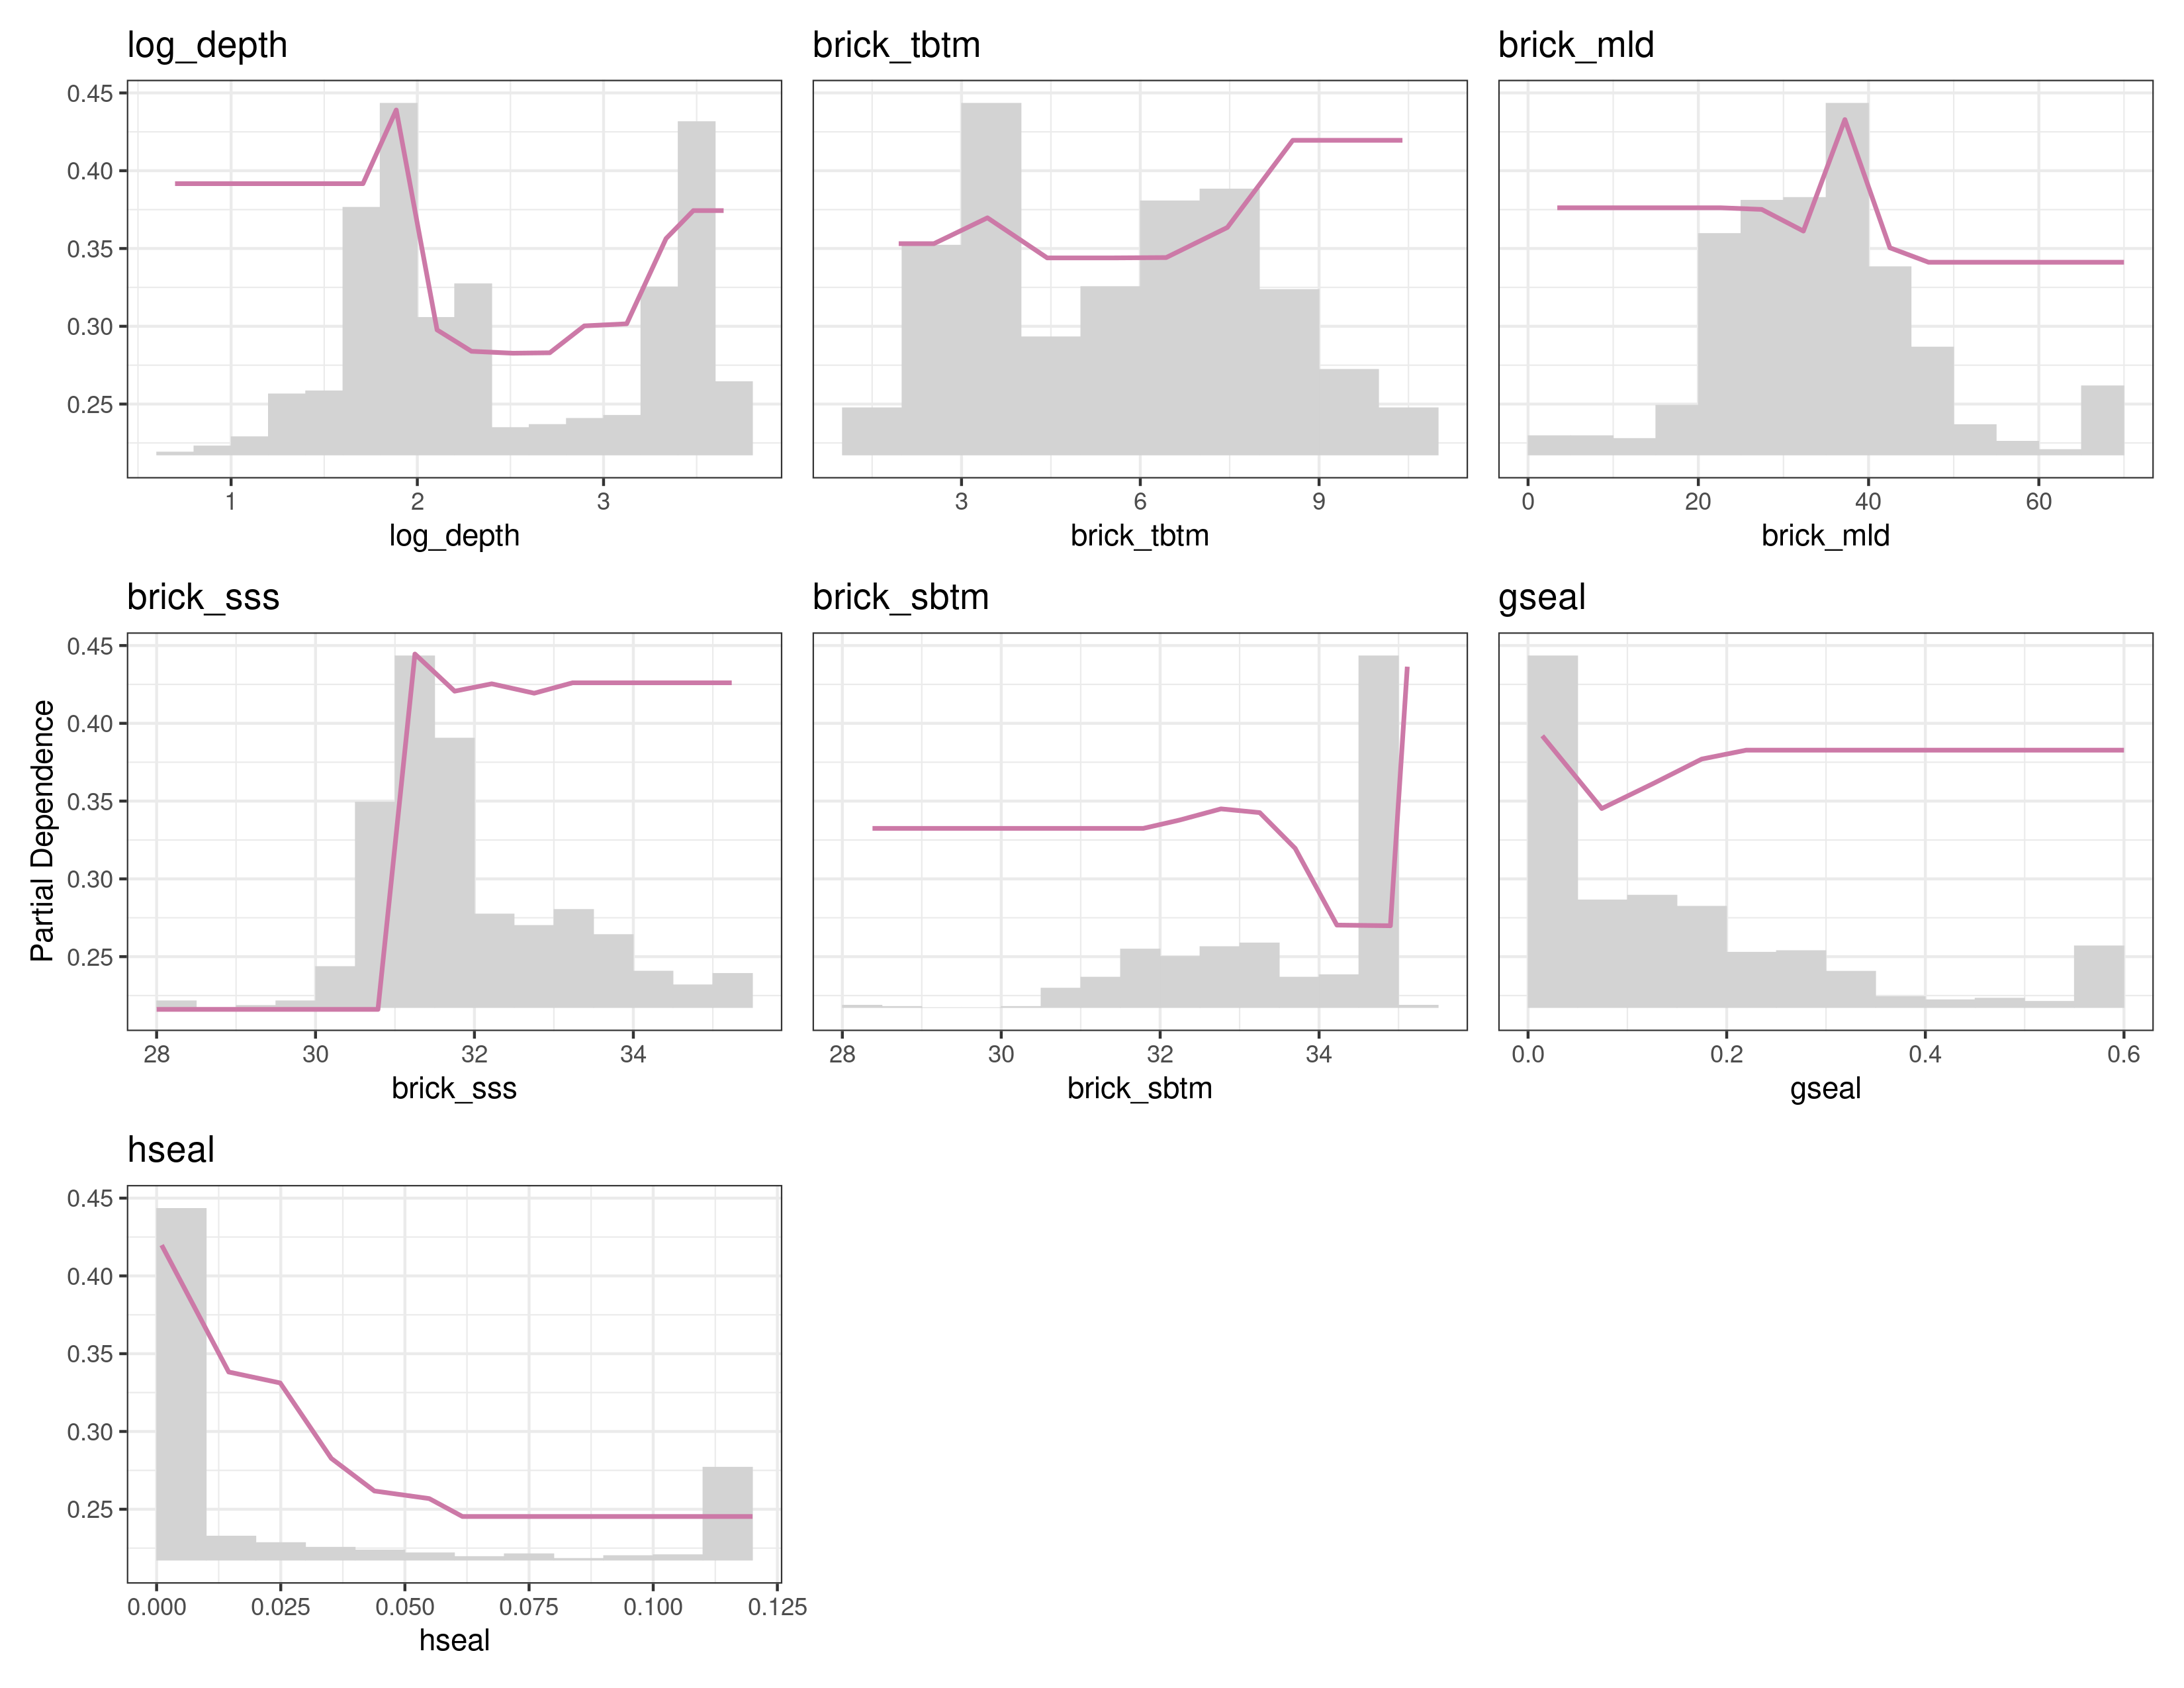 log_depth brick_tbtm brick_mld
0.45
0.40
0.35
0.30
0.25
1 2 3 3 6 9 0 20 40 60
log_depth brick_tbtm brick_mld
brick_sss brick_sbtm gseal
Partial Dependence
0.45
0.40
0.35
0.30
0.25
28 30 32 34 28 30 32 34 0.0 0.2 0.4 0.6
brick_sss brick_sbtm gseal
hseal
0.45
0.40
0.35
0.30
0.25
0.000 0.025 0.050 0.075 0.100 0.125
hseal